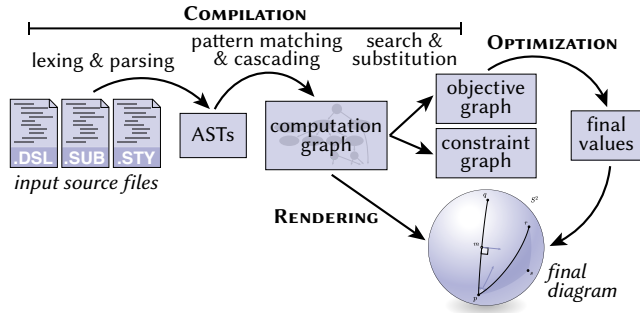 COMPILATION
pattern matching
& cascading
search &
substitution
lexing & parsing
OPTIMIZATION
.DSL
.SUB
.STY
input source files
ASTs
computation
graph
objective
graph
constraint
graph
final
values
RENDERING
q
S²
r
m
s
p
final
diagram